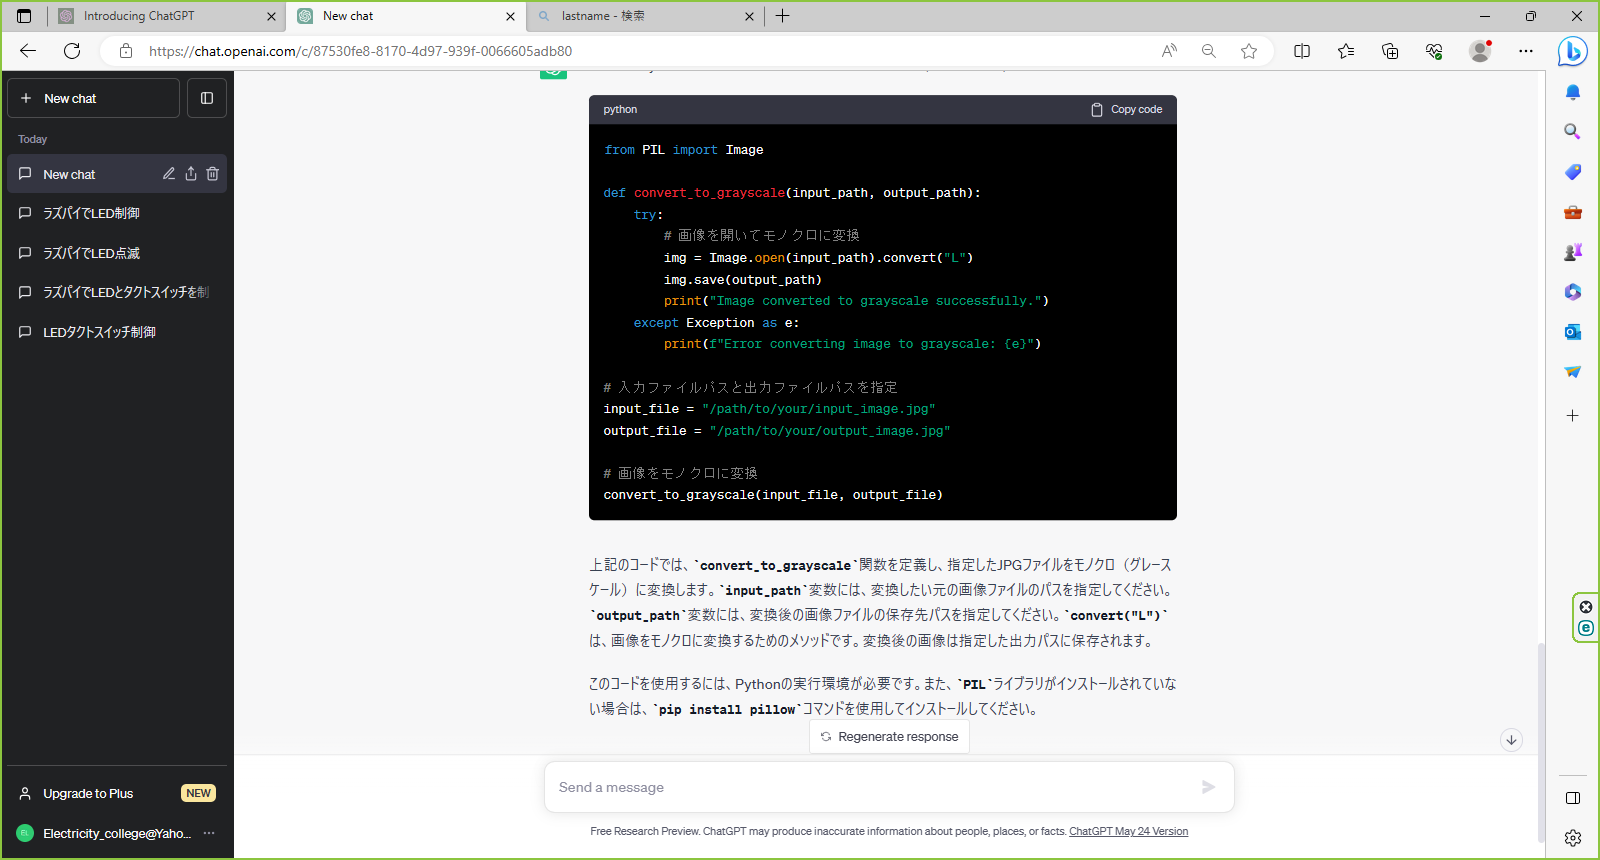 Introducing ChatGPT
New chat
lastname - 検索
https://chat.openai.com/c/87530fe8-8170-4d97-939f-0066605adb80
New chat
Today
New chat
ラズパイでLED制御
ラズパイでLED点滅
ラズパイでLEDとタクトスイッチを制
LEDタクトスイッチ制御
Upgrade to Plus
NEW
EL
Electricity_college@Yaho...
python
Copy code
from PIL import Image
def convert_to_grayscale(input_path, output_path):
try:
# 画像を開いてモノクロに変換
img = Image.open(input_path).convert("L")
img.save(output_path)
print("Image converted to grayscale successfully.")
except Exception as e:
print(f"Error converting image to grayscale: {e}")
# 入力ファイルパスと出力ファイルパスを指定
input_file = "/path/to/your/input_image.jpg"
output_file = "/path/to/your/output_image.jpg"
# 画像をモノクロに変換
convert_to_grayscale(input_file, output_file)
上記のコードでは、`convert_to_grayscale`関数を定義し、指定したJPGファイルをモノクロ（グレース
ケール）に変換します。`input_path`変数には、変換したい元の画像ファイルのパスを指定してください。
`output_path`変数には、変換後の画像ファイルの保存先パスを指定してください。`convert("L")`
は、画像をモノクロに変換するためのメソッドです。変換後の画像は指定した出力パスに保存されます。
このコードを使用するには、Pythonの実行環境が必要です。また、`PIL`ライブラリがインストールされていな
い場合は、`pip install pillow`コマンドを使用してインストールしてください。
Regenerate response
Send a message
Free Research Preview. ChatGPT may produce inaccurate information about people, places, or facts. ChatGPT May 24 Version